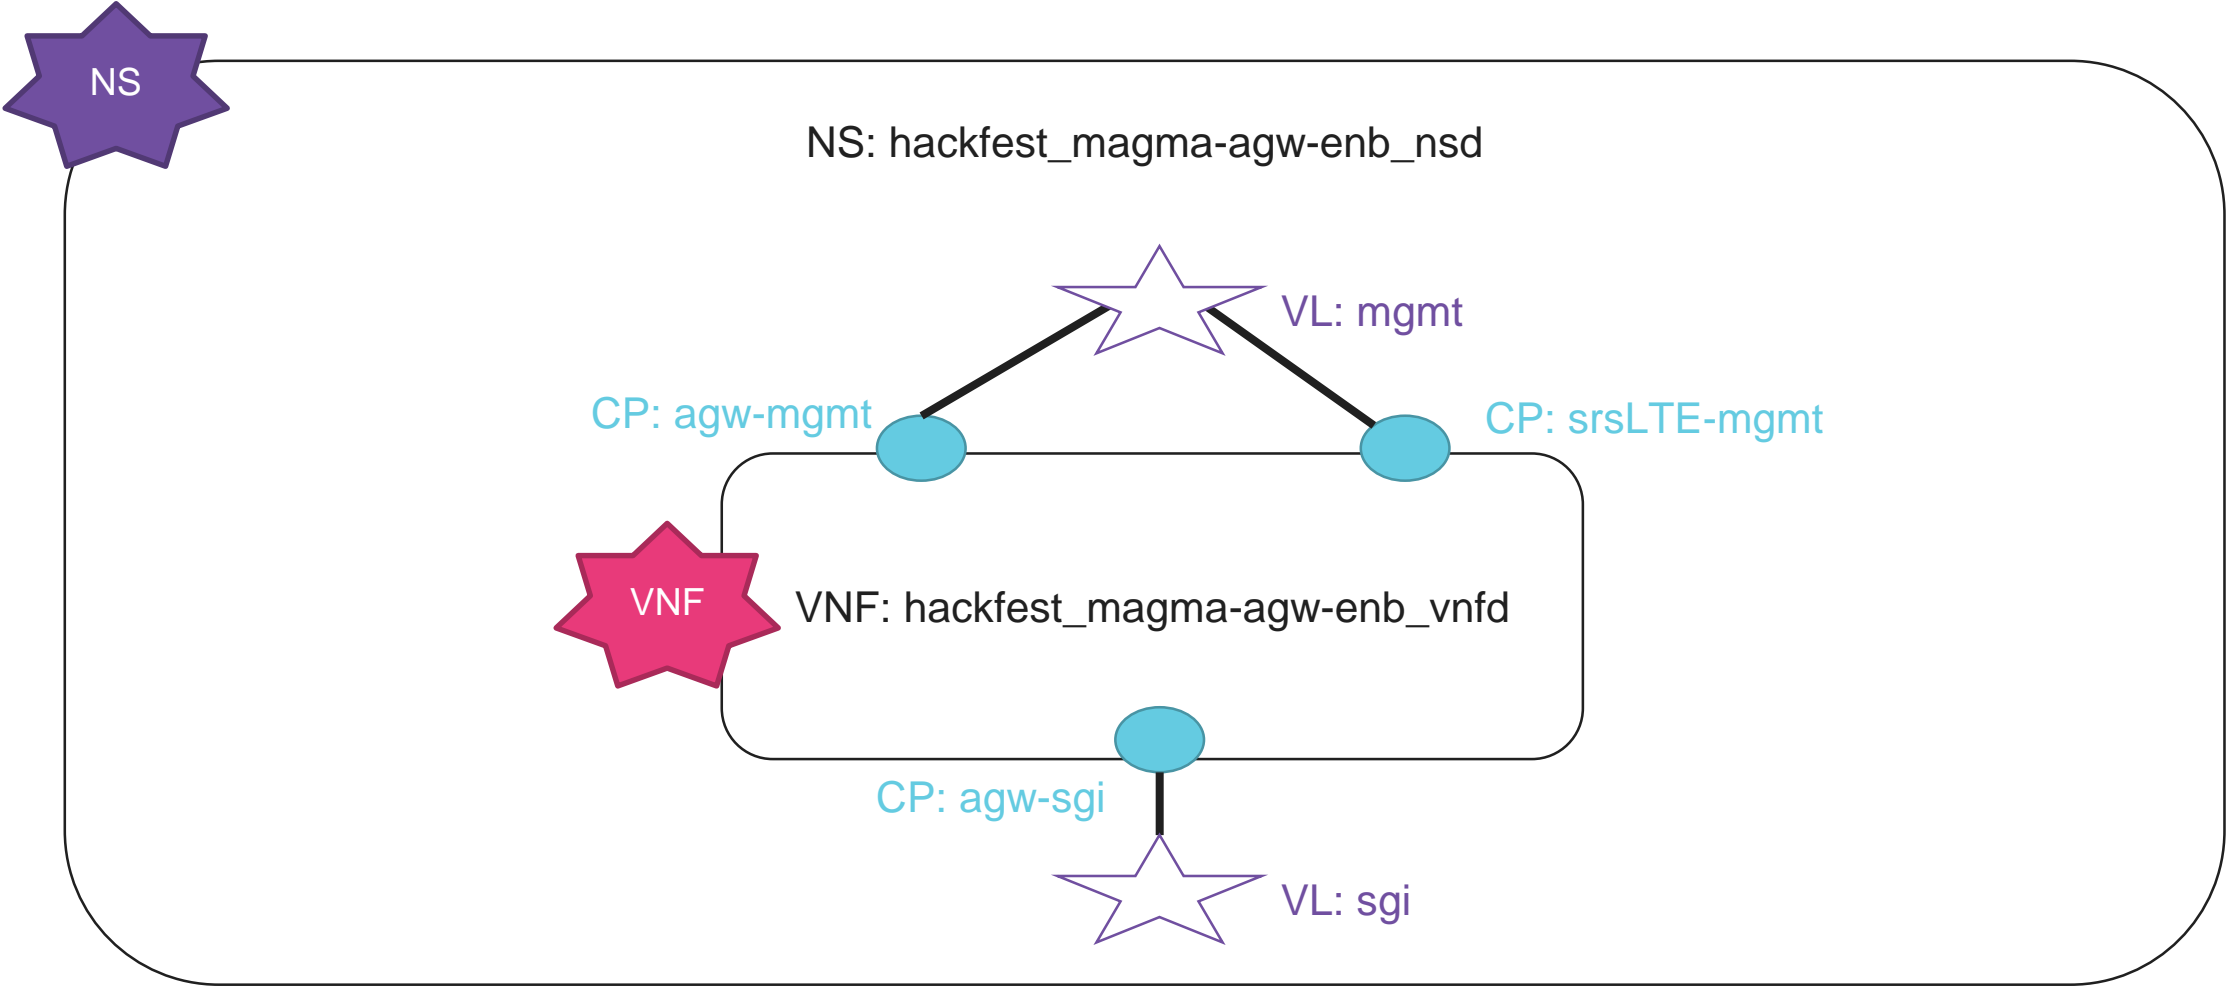 NS
NS: hackfest_magma-agw-enb_nsd
VL: mgmt
CP: agw-mgmt
CP: srsLTE-mgmt
VNF
VNF: hackfest_magma-agw-enb_vnfd
CP: agw-sgi
VL: sgi